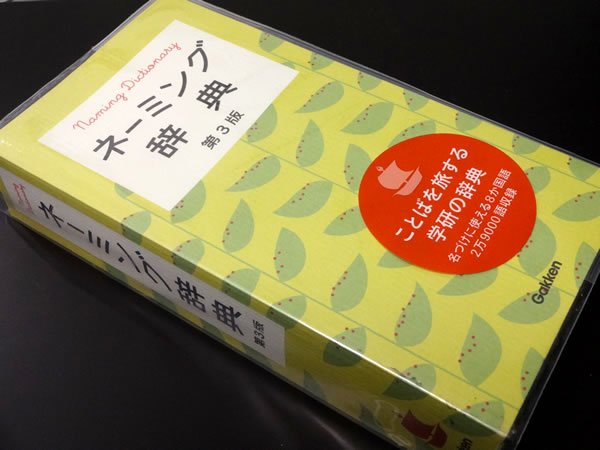 Naming Dictionary
ネーミング
辞典
第3版
ことばを旅する
学研の辞典
名づけに使える8か国語
2万9000語収録
Gakken
ネーミング辞典
第3版